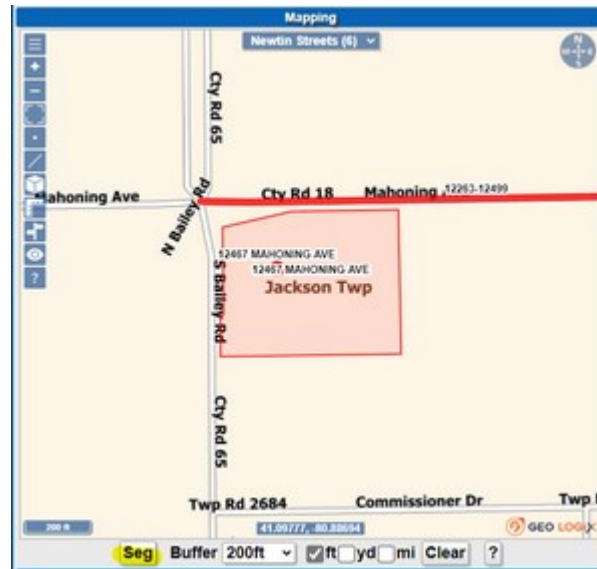 Mapping
Newtin Streets (6)
N
W E
S
Cty Rd 65
Mahoning Ave
N Bailey Rd
Cty Rd 18 Mahoning 12263-12499
12467 MAHONING AVE
12467 MAHONING AVE
Jackson Twp
S Bailey Rd
Cty Rd 65
Twp Rd 2684 Commissioner Dr Twp
200 ft
41.09777, -80.88694
GEO LOGIX
Seg Buffer 200ft ft yd mi Clear ?
?